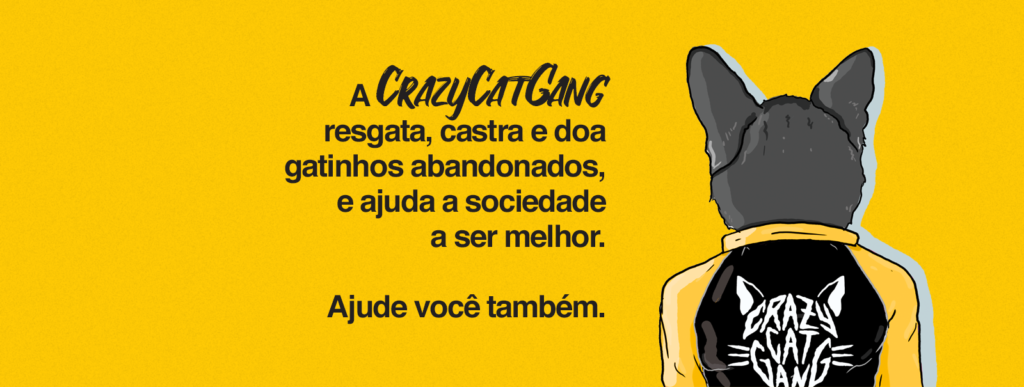 A CRAZYCATGANG
resgata, castra e doa
gatinhos abandonados,
e ajuda a sociedade
a ser melhor.
Ajude você também.
CRAZY
CAT
GANG